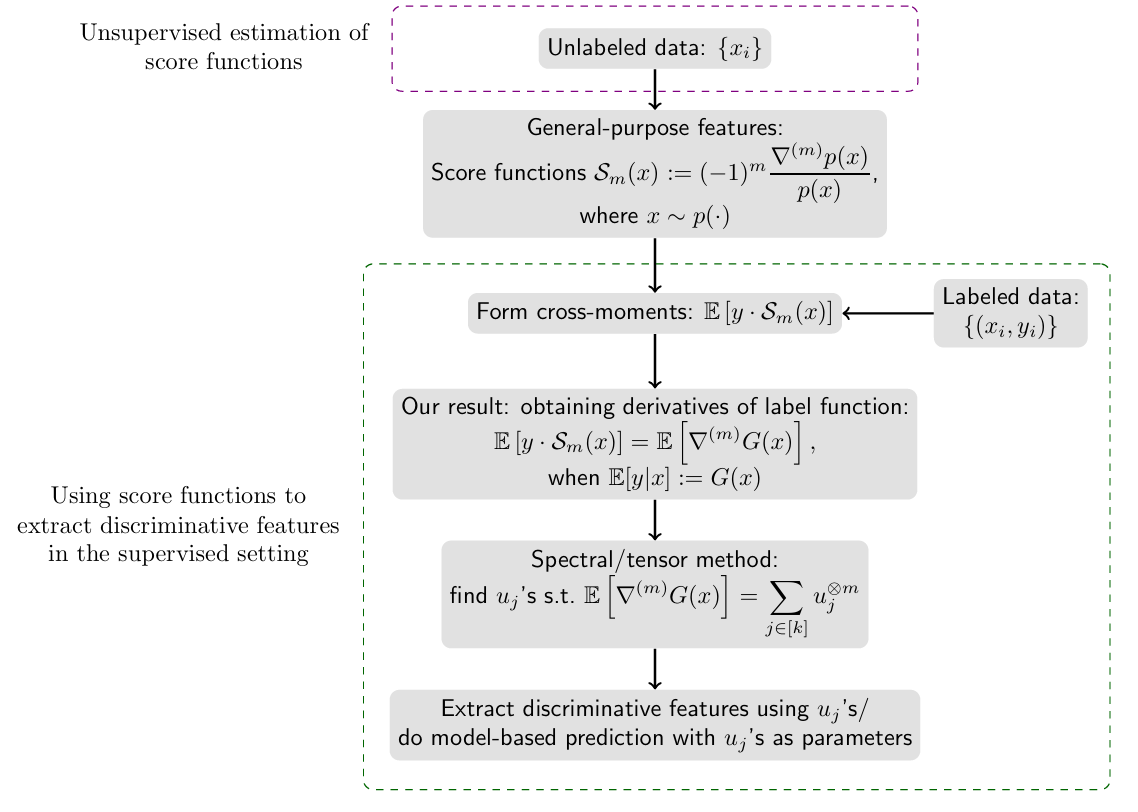 Unsupervised estimation of
score functions
Unlabeled data: {x_i}
General-purpose features:
Score functions 𝒮_m(x) := (−1)^m ∇^(m)p(x) / p(x),
where x ∼ p(·)
Form cross-moments: 𝔼 [y · 𝒮_m(x)]
Labeled data:
{(x_i, y_i)}
Our result: obtaining derivatives of label function:
𝔼 [y · 𝒮_m(x)] = 𝔼 [∇^(m)G(x)] ,
when 𝔼[y|x] := G(x)
Using score functions to
extract discriminative features
in the supervised setting
Spectral/tensor method:
find u_j's s.t. 𝔼 [∇^(m)G(x)] = ∑_{j∈[k]} u_j^{⊗m}
Extract discriminative features using u_j's/
do model-based prediction with u_j's as parameters